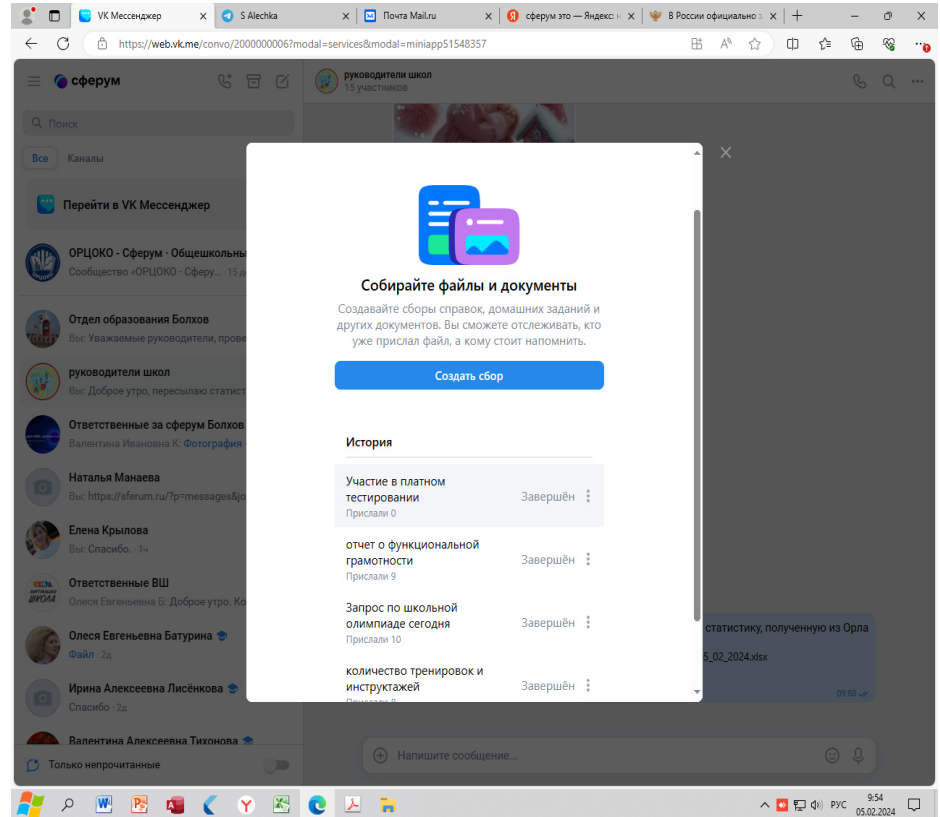 VK Мессенджер
S Alechka
Почта Mail.ru
сферум это — Яндекс: н
В России официально з
https://web.vk.me/convo/2000000006?modal=services&modal=miniapp51548357
сферум
руководители школ
15 участников
Поиск
Все Каналы
Перейти в VK Мессенджер
ОРЦОКО - Сферум · Общешкольны
Сообщество «ОРЦОКО - Сферу... · 15 д
Отдел образования Болхов
Вы: Уважаемые руководители, прове
руководители школ
Вы: Доброе утро, пересылаю статист
Ответственные за сферум Болхов
Валентина Ивановна К: Фотография
Наталья Манаева
Вы: https://sferum.ru/?p=messages&jo
Елена Крылова
Вы: Спасибо. · 1ч
Ответственные ВШ
Олеся Евгеньевна Б: Доброе утро. Ко
Олеся Евгеньевна Батурина
Файл · 2д
Ирина Алексеевна Лисёнкова
Спасибо · 2д
Валентина Алексеевна Тихонова
Только непрочитанные
Собирайте файлы и документы
Создавайте сборы справок, домашних заданий и
других документов. Вы сможете отслеживать, кто
уже прислал файл, а кому стоит напомнить.
Создать сбор
История
Участие в платном
тестировании
Прислали 0
Завершён
отчет о функциональной
грамотности
Прислали 9
Завершён
Запрос по школьной
олимпиаде сегодня
Прислали 10
Завершён
количество тренировок и
инструктажей
Завершён
статистику, полученную из Орла
5_02_2024.xlsx
09:50
Напишите сообщение...
РУС
9:54
05.02.2024